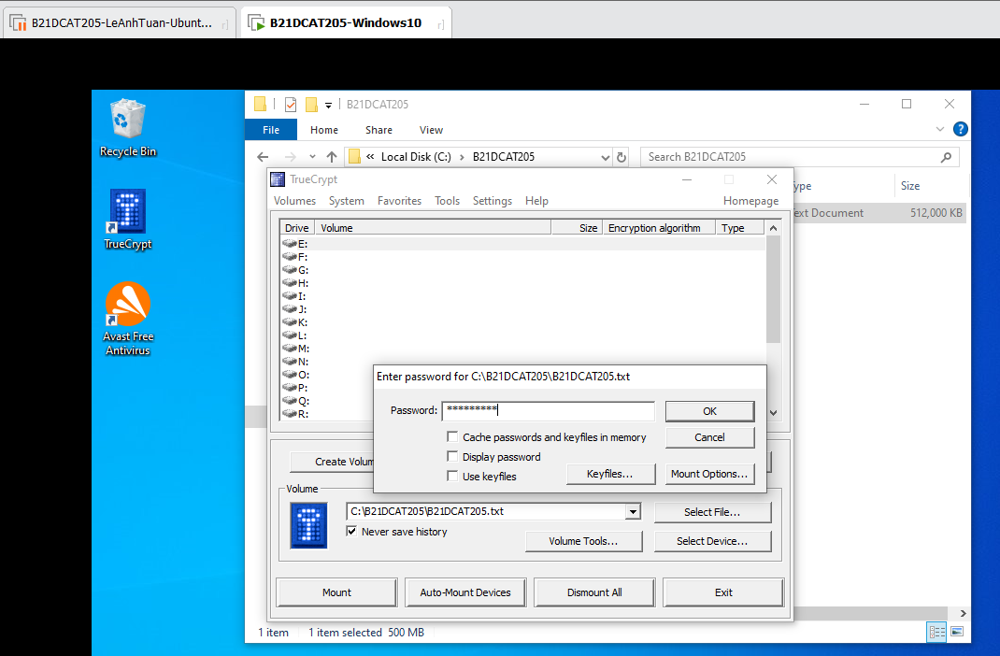 B21DCAT205-LeAnhTuan-Ubunt...
B21DCAT205-Windows10
B21DCAT205
File Home Share View
« Local Disk (C:) › B21DCAT205
Search B21DCAT205
Recycle Bin
TrueCrypt
Avast Free
Antivirus
TrueCrypt
Volumes System Favorites Tools Settings Help Homepage
Size
ext Document 512,000 KB
Drive Volume Size Encryption algorithm Type
E:
F:
G:
H:
I:
J:
K:
L:
M:
N:
O:
P:
Q:
R:
Enter password for C:\B21DCAT205\B21DCAT205.txt
Password: *********
OK
Cache passwords and keyfiles in memory
Cancel
Display password
Use keyfiles
Keyfiles...
Mount Options...
Create Volum
Volume
C:\B21DCAT205\B21DCAT205.txt
Select File...
Never save history
Volume Tools...
Select Device...
Mount
Auto-Mount Devices
Dismount All
Exit
1 item 1 item selected 500 MB